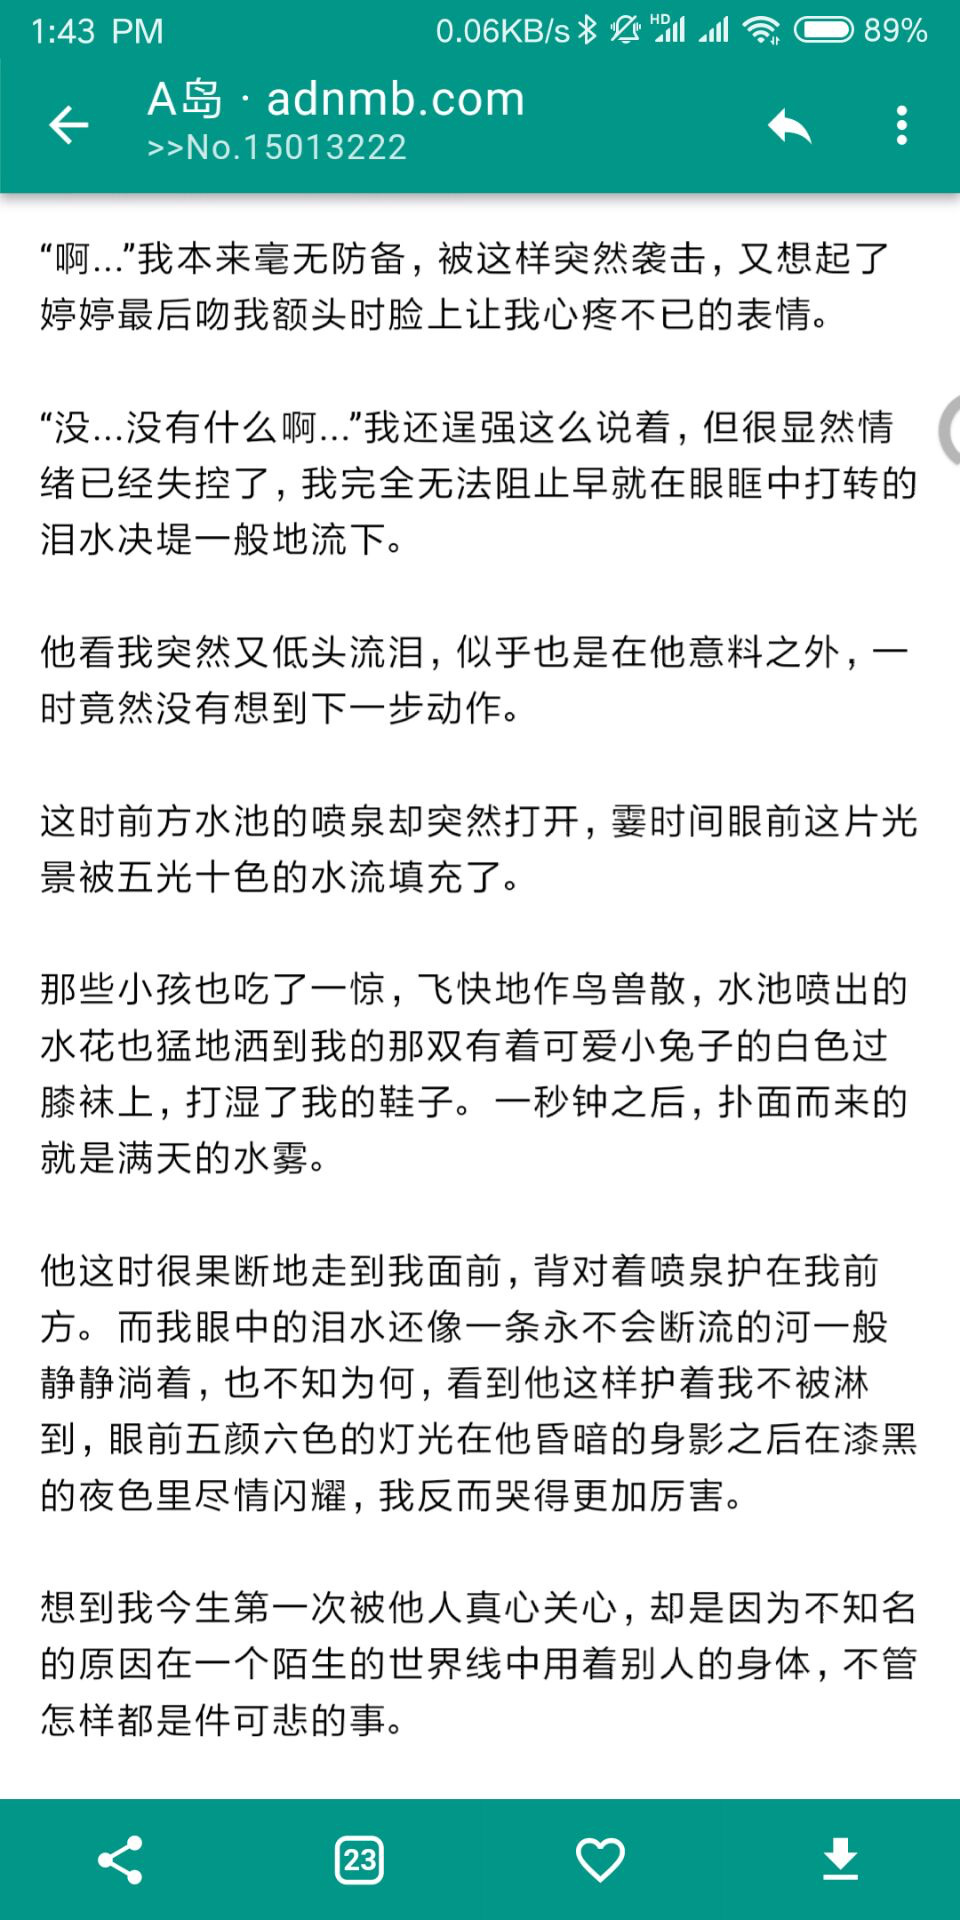 1:43 PM 0.06KB/s HD 89%
A岛 · adnmb.com
>>No.15013222
“啊...”我本来毫无防备，被这样突然袭击，又想起了
婷婷最后吻我额头时脸上让我心疼不已的表情。
“没...没有什么啊...”我还逞强这么说着，但很显然情
绪已经失控了，我完全无法阻止早就在眼眶中打转的
泪水决堤一般地流下。
他看我突然又低头流泪，似乎也是在他意料之外，一
时竟然没有想到下一步动作。
这时前方水池的喷泉却突然打开，霎时间眼前这片光
景被五光十色的水流填充了。
那些小孩也吃了一惊，飞快地作鸟兽散，水池喷出的
水花也猛地洒到我的那双有着可爱小兔子的白色过
膝袜上，打湿了我的鞋子。一秒钟之后，扑面而来的
就是满天的水雾。
他这时很果断地走到我面前，背对着喷泉护在我前
方。而我眼中的泪水还像一条永不会断流的河一般
静静淌着，也不知为何，看到他这样护着我不被淋
到，眼前五颜六色的灯光在他昏暗的身影之后在漆黑
的夜色里尽情闪耀，我反而哭得更加厉害。
想到我今生第一次被他人真心关心，却是因为不知名
的原因在一个陌生的世界线中用着别人的身体，不管
怎样都是件可悲的事。
23